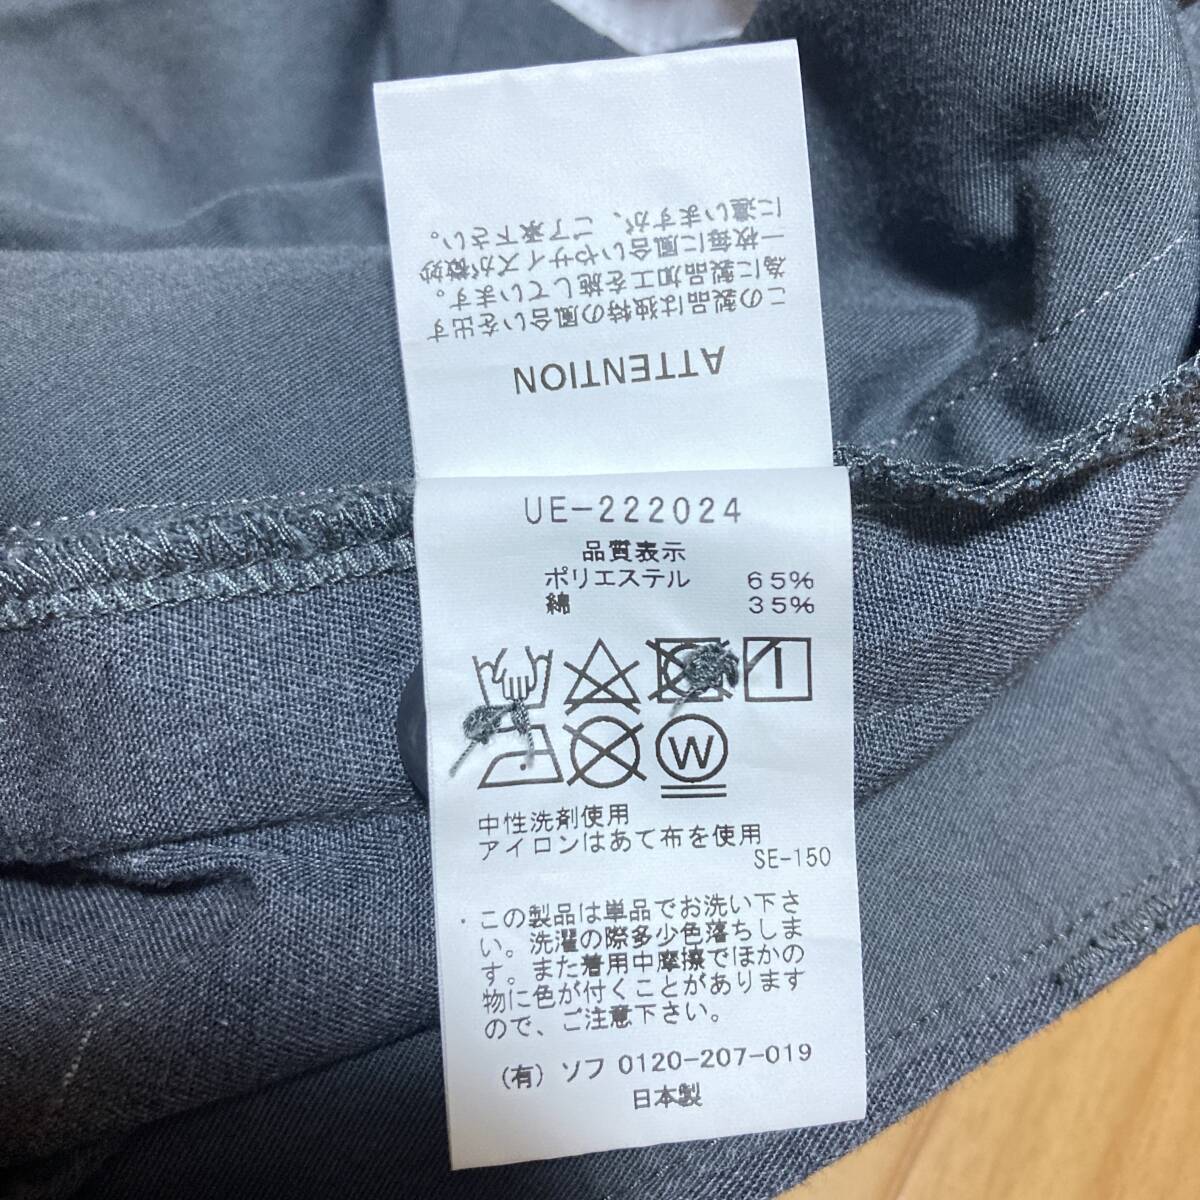 ATTENTION
この製品は独特の風合いを出す
為に製品加工を施しています。
一枚毎に風合いやサイズが微妙
に違いますが、ご了承下さい。
UE-222024
品質表示
ポリエステル 65%
綿 35%
W
中性洗剤使用
アイロンはあて布を使用
SE-150
・この製品は単品でお洗い下さ
い。洗濯の際多少色落ちしま
す。また着用中摩擦でほかの
物に色が付くことがあります
ので、ご注意下さい。
(有) ソフ 0120-207-019
日本製